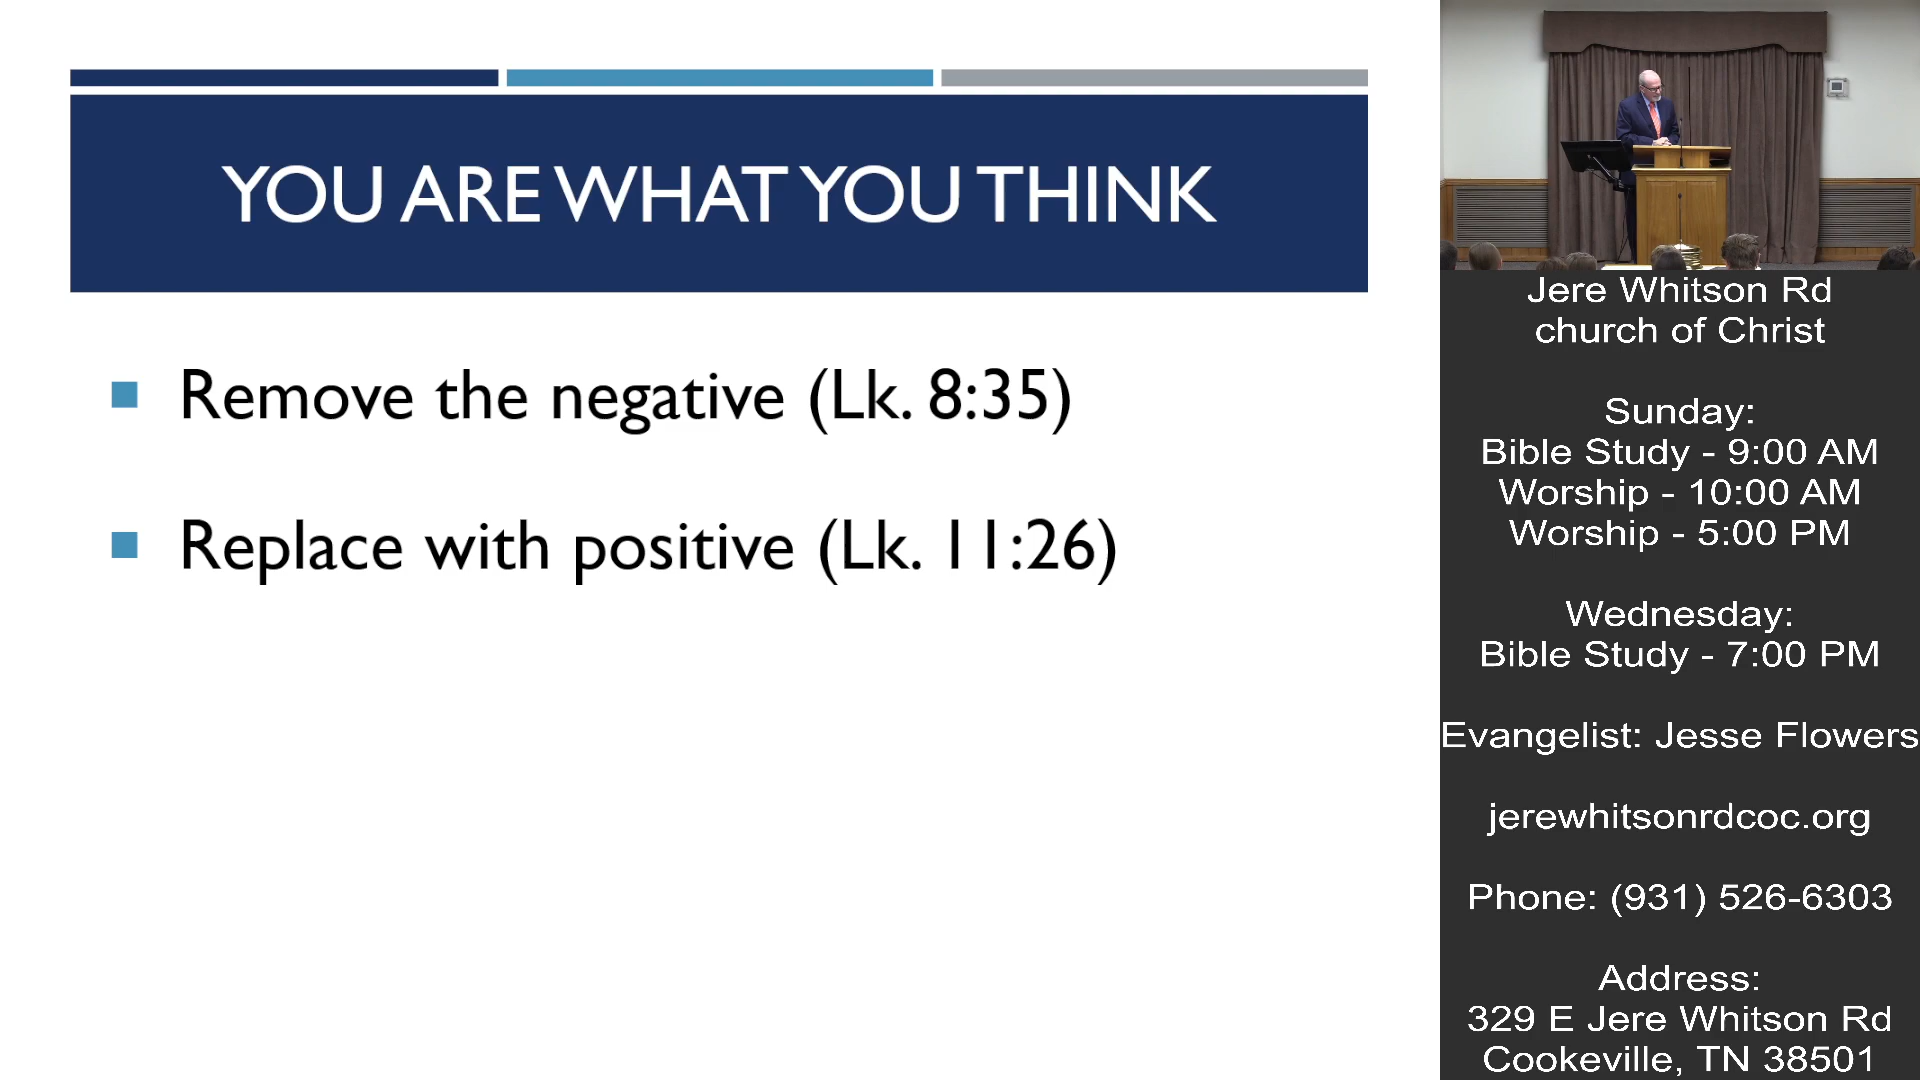 YOU ARE WHAT YOU THINK
Remove the negative (Lk. 8:35)
Replace with positive (Lk. 11:26)
Jere Whitson Rd
church of Christ
Sunday:
Bible Study - 9:00 AM
Worship - 10:00 AM
Worship - 5:00 PM
Wednesday:
Bible Study - 7:00 PM
Evangelist: Jesse Flowers
jerewhitsonrdcoc.org
Phone: (931) 526-6303
Address:
329 E Jere Whitson Rd
Cookeville, TN 38501